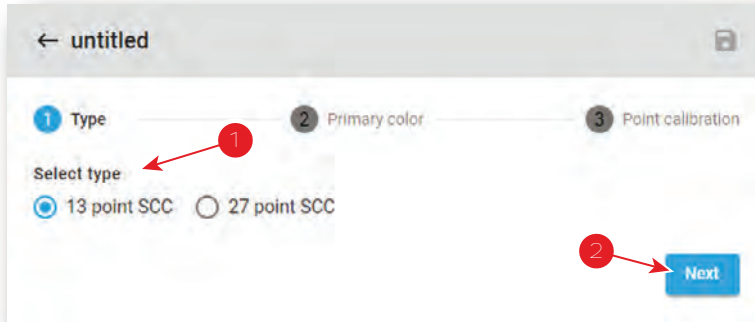 ← untitled
1 Type 2 Primary color 3 Point calibration
1
Select type
13 point SCC 27 point SCC
2
Next